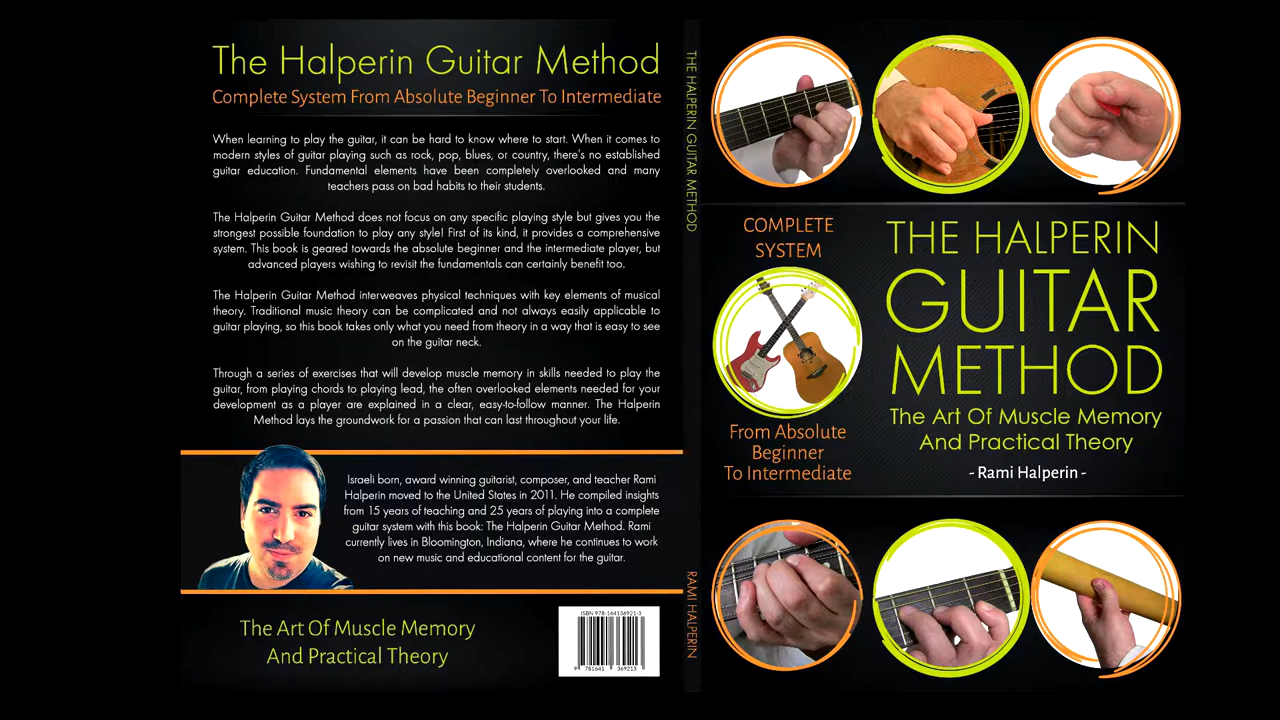 The Halperin Guitar Method
Complete System From Absolute Beginner To Intermediate
When learning to play the guitar, it can be hard to know where to start. When it comes to
modern styles of guitar playing such as rock, pop, blues, or country, there's no established
guitar education. Fundamental elements have been completely overlooked and many
teachers pass on bad habits to their students.
The Halperin Guitar Method does not focus on any specific playing style but gives you the
strongest possible foundation to play any style! First of its kind, it provides a comprehensive
system. This book is geared towards the absolute beginner and the intermediate player, but
advanced players wishing to revisit the fundamentals can certainly benefit too.
The Halperin Guitar Method interweaves physical techniques with key elements of musical
theory. Traditional music theory can be complicated and not always easily applicable to
guitar playing, so this book takes only what you need from theory in a way that is easy to see
on the guitar neck.
Through a series of exercises that will develop muscle memory in skills needed to play the
guitar, from playing chords to playing lead, the often overlooked elements needed for your
development as a player are explained in a clear, easy-to-follow manner. The Halperin
Method lays the groundwork for a passion that can last throughout your life.
Israeli born, award winning guitarist, composer, and teacher Rami
Halperin moved to the United States in 2011. He compiled insights
from 15 years of teaching and 25 years of playing into a complete
guitar system with this book: The Halperin Guitar Method. Rami
currently lives in Bloomington, Indiana, where he continues to work
on new music and educational content for the guitar.
The Art Of Muscle Memory
And Practical Theory
ISBN 978-164136921-3
9 781641 369213
THE HALPERIN GUITAR METHOD
RAMI HALPERIN
COMPLETE
SYSTEM
From Absolute
Beginner
To Intermediate
THE HALPERIN
GUITAR
METHOD
The Art Of Muscle Memory
And Practical Theory
- Rami Halperin -